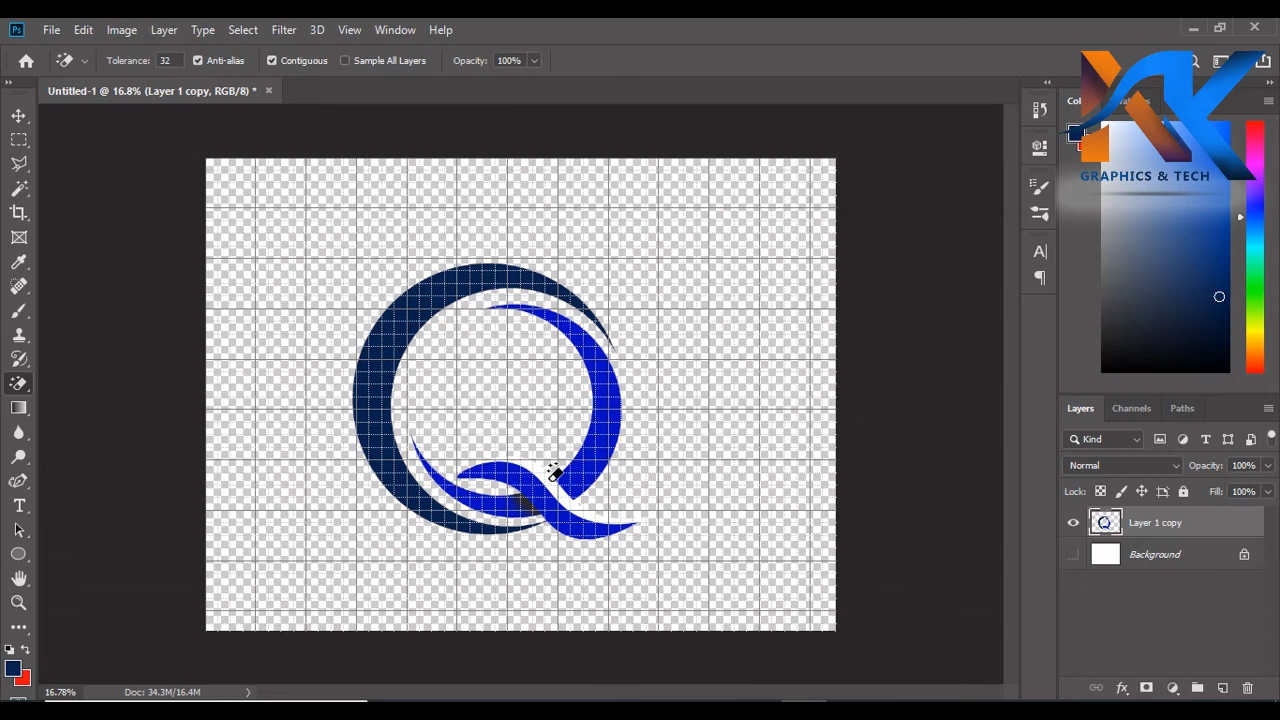 Ps File Edit Image Layer Type Select Filter 3D View Window Help
Tolerance: 32 Anti-alias Contiguous Sample All Layers Opacity: 100%
Untitled-1 @ 16.8% (Layer 1 copy, RGB/8) * ×
GRAPHICS & TECH
Layers Channels Paths
Kind
Normal Opacity: 100%
Lock: Fill: 100%
Layer 1 copy
Background
16.78% Doc: 34.3M/16.4M